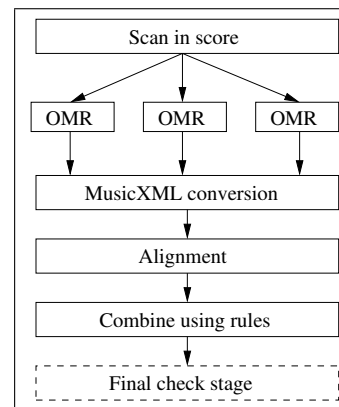 Scan in score
OMR OMR OMR
MusicXML conversion
Alignment
Combine using rules
Final check stage